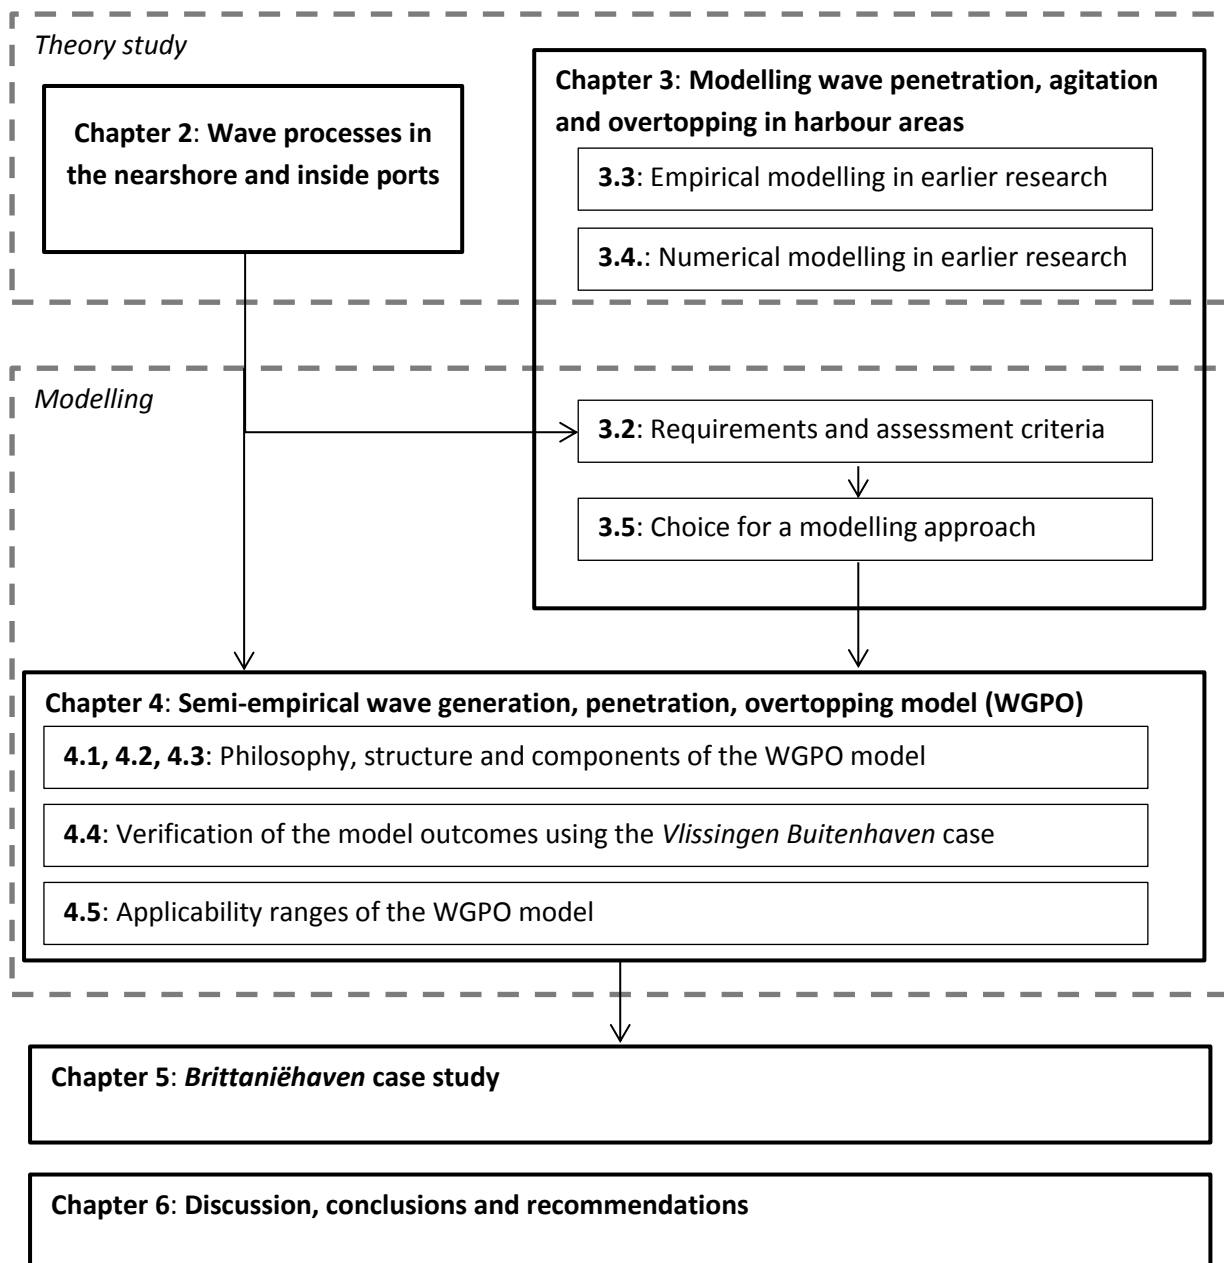 Theory study
Chapter 2: Wave processes in
the nearshore and inside ports
Chapter 3: Modelling wave penetration, agitation
and overtopping in harbour areas
3.3: Empirical modelling in earlier research
3.4.: Numerical modelling in earlier research
Modelling
3.2: Requirements and assessment criteria
3.5: Choice for a modelling approach
Chapter 4: Semi-empirical wave generation, penetration, overtopping model (WGPO)
4.1, 4.2, 4.3: Philosophy, structure and components of the WGPO model
4.4: Verification of the model outcomes using the Vlissingen Buitenhaven case
4.5: Applicability ranges of the WGPO model
Chapter 5: Brittaniëhaven case study
Chapter 6: Discussion, conclusions and recommendations